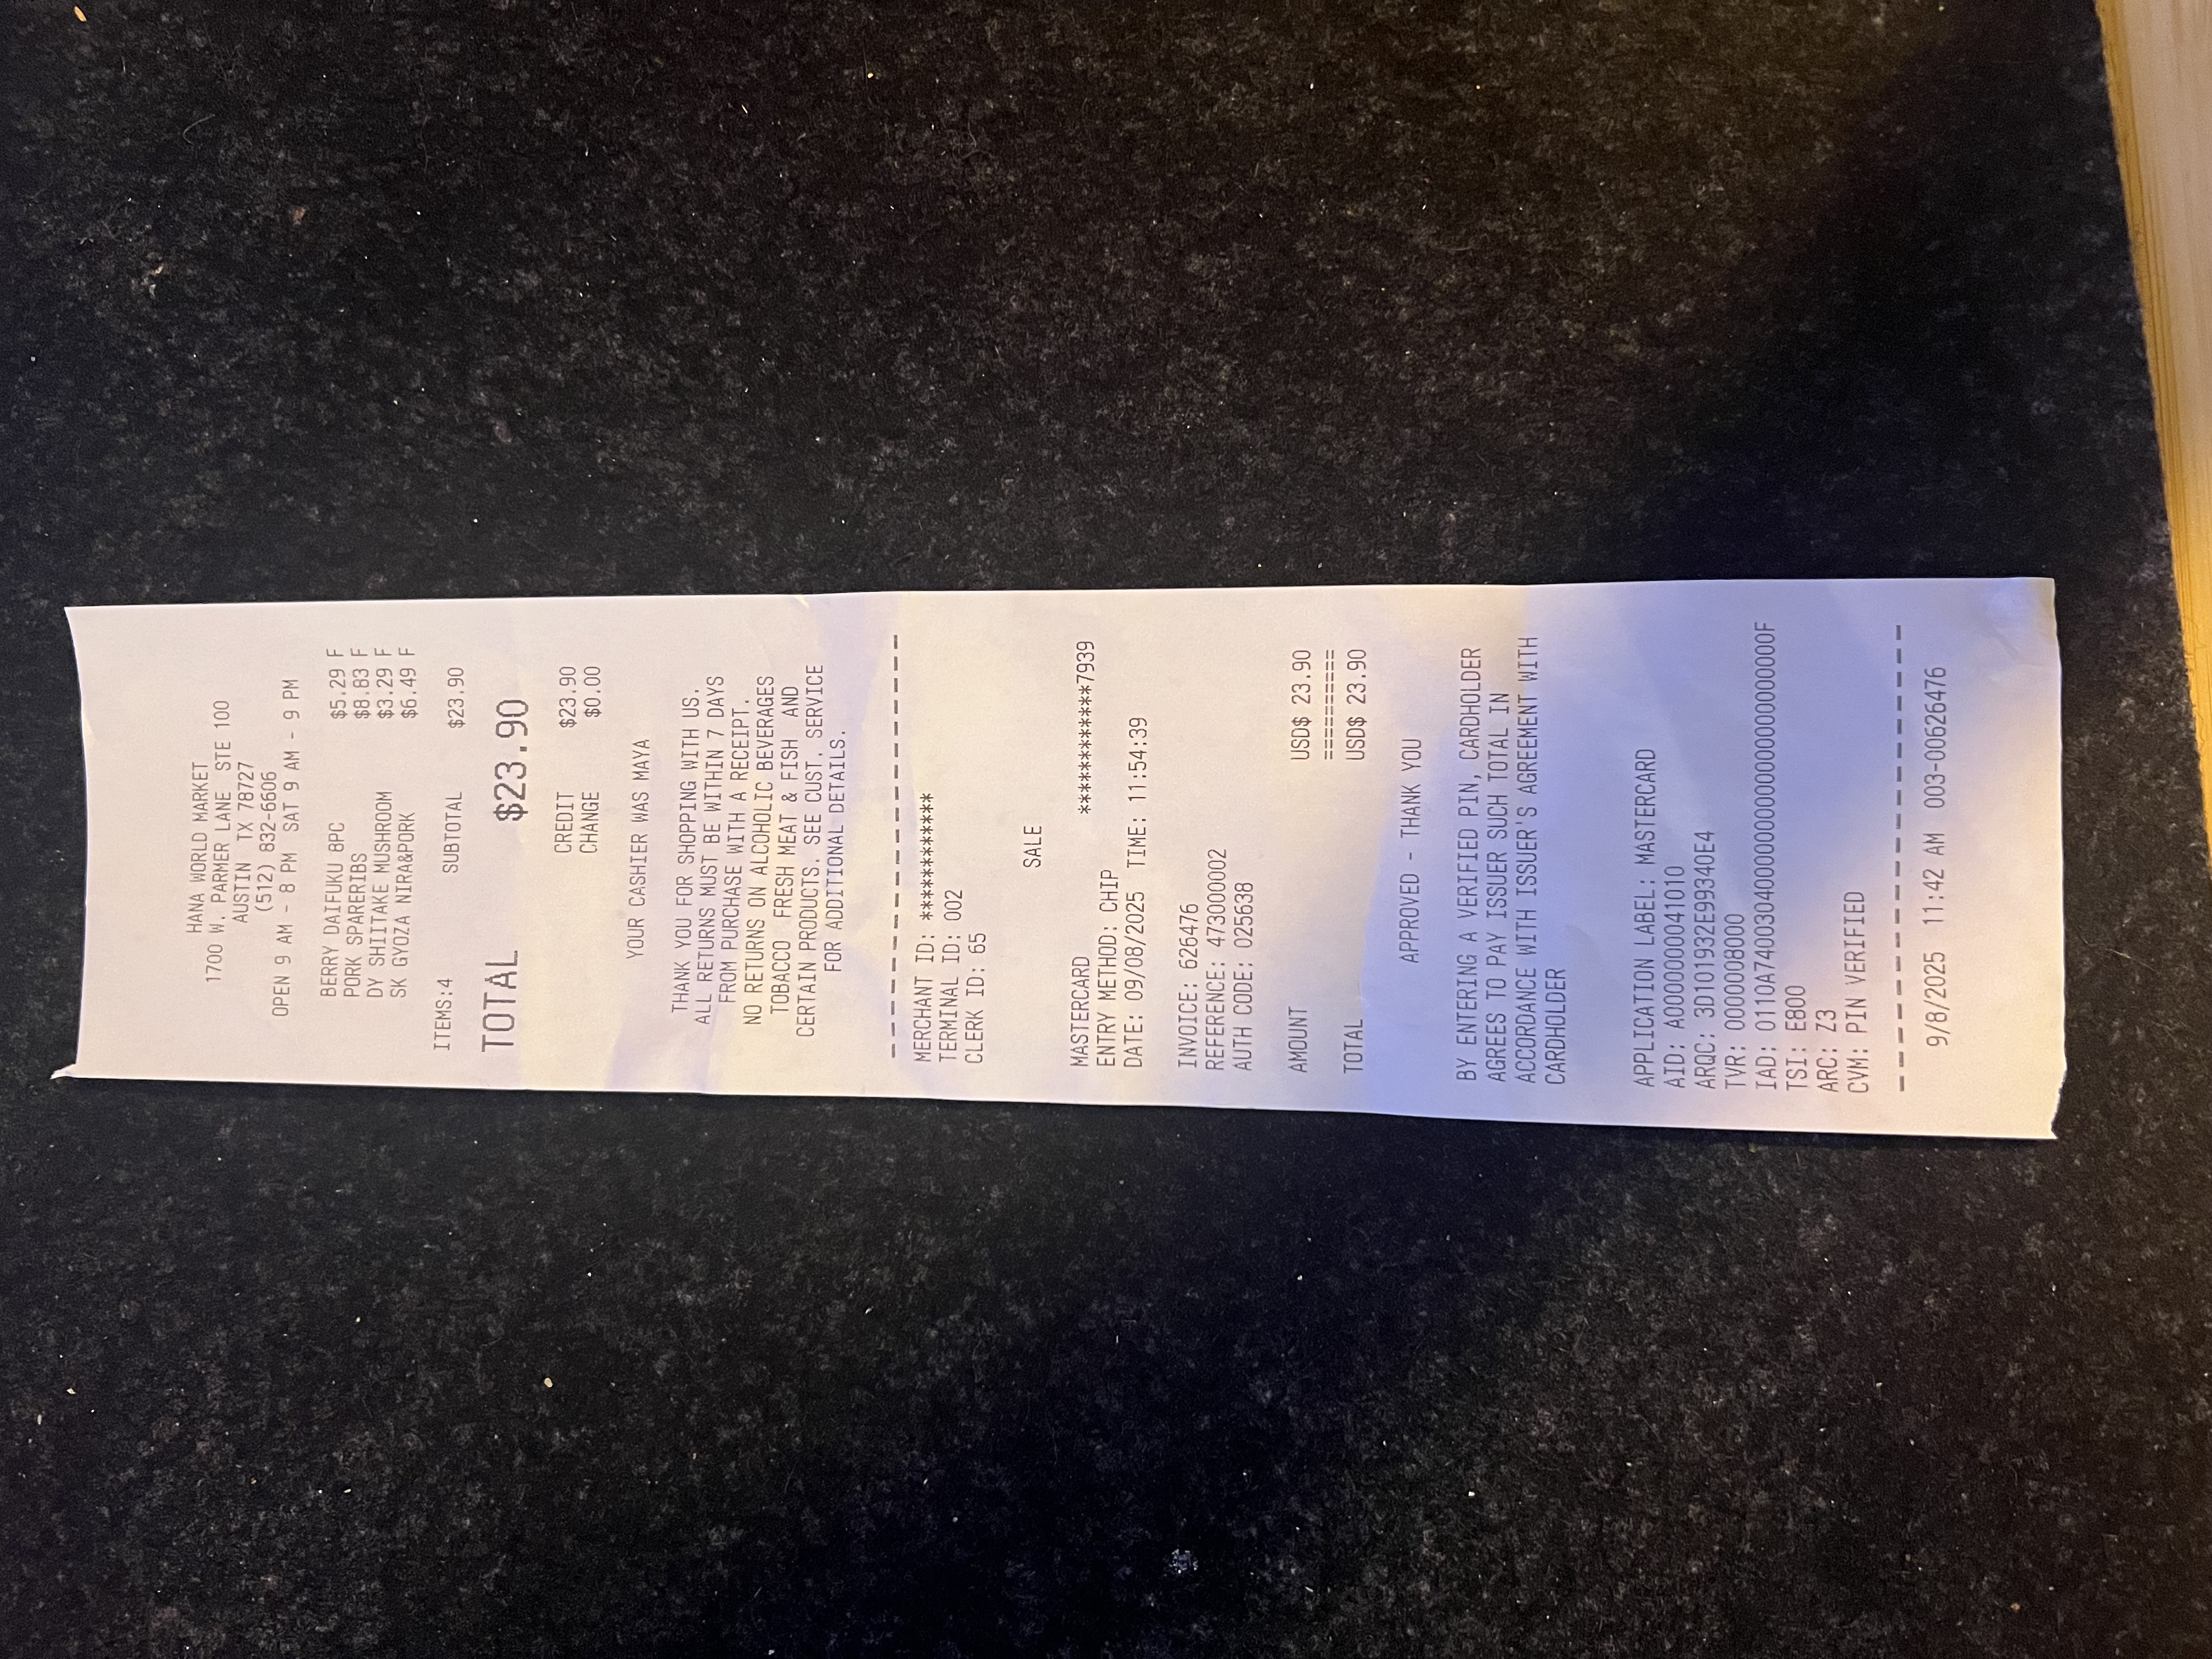 HANA WORLD MARKET
1700 W. PARMER LANE STE 100
AUSTIN TX 78727
(512) 832-6606
OPEN 9 AM - 8 PM SAT 9 AM - 9 PM
BERRY DAIFUKU 8PC $5.29 F
PORK SPARERIBS $8.83 F
DY SHIITAKE MUSHROOM $3.29 F
SK GYOZA NIRA&PORK $6.49 F
ITEMS:4 SUBTOTAL $23.90
TOTAL $23.90
CREDIT $23.90
CHANGE $0.00
YOUR CASHIER WAS MAYA
THANK YOU FOR SHOPPING WITH US.
ALL RETURNS MUST BE WITHIN 7 DAYS
FROM PURCHASE WITH A RECEIPT.
NO RETURNS ON ALCOHOLIC BEVERAGES
TOBACCO FRESH MEAT & FISH AND
CERTAIN PRODUCTS. SEE CUST. SERVICE
FOR ADDITIONAL DETAILS.
MERCHANT ID: ************
TERMINAL ID: 002
CLERK ID: 65
SALE
MASTERCARD ************7939
ENTRY METHOD: CHIP
DATE: 09/08/2025 TIME: 11:54:39
INVOICE: 626476
REFERENCE: 473000002
AUTH CODE: 025638
AMOUNT USD$ 23.90
==========
TOTAL USD$ 23.90
APPROVED - THANK YOU
BY ENTERING A VERIFIED PIN, CARDHOLDER
AGREES TO PAY ISSUER SUCH TOTAL IN
ACCORDANCE WITH ISSUER'S AGREEMENT WITH
CARDHOLDER
APPLICATION LABEL: MASTERCARD
AID: A0000000041010
ARQC: 3D101932E99340E4
TVR: 0000008000
IAD: 0110A74003040000000000000000000000F
TSI: E800
ARC: Z3
CVM: PIN VERIFIED
9/8/2025 11:42 AM 003-00626476